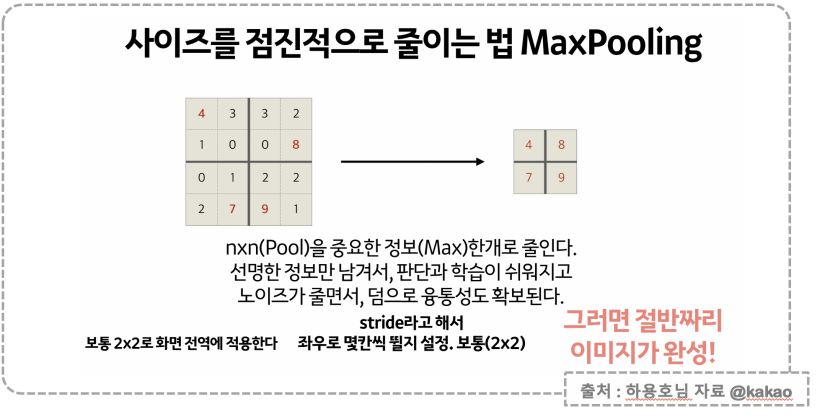 사이즈를 점진적으로 줄이는 법 MaxPooling
4 3 3 2
1 0 0 8
0 1 2 2
2 7 9 1
4 8
7 9
nxn(Pool)을 중요한 정보(Max)한개로 줄인다.
선명한 정보만 남겨서, 판단과 학습이 쉬워지고
노이즈가 줄면서, 덤으로 융통성도 확보된다.
stride라고 해서
보통 2x2로 화면 전역에 적용한다
좌우로 몇칸씩 뛸지 설정. 보통(2x2)
그러면 절반짜리
이미지가 완성!
출처 : 하용호님 자료 @kakao